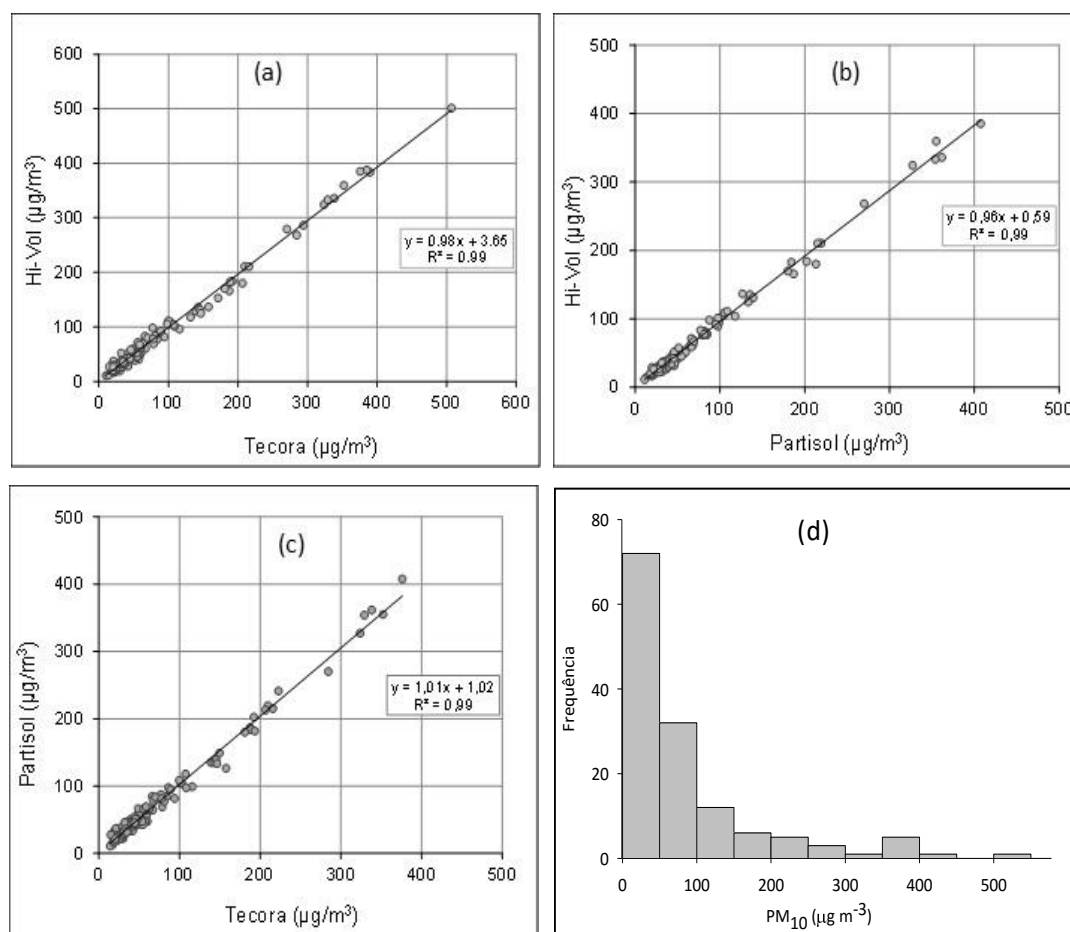 (a)
600
500
400
300
200
100
0
Hi-Vol (µg/m³)
y = 0.98x + 3.65
R² = 0.99
0 100 200 300 400 500 600
Tecora (µg/m³)
(b)
500
400
300
200
100
0
Hi-Vol (µg/m³)
y = 0,96x + 0,59
R² = 0,99
0 100 200 300 400 500
Partisol (µg/m³)
(c)
500
400
300
200
100
0
Partisol (µg/m³)
y = 1,01x + 1,02
R² = 0,99
0 100 200 300 400 500
Tecora (µg/m³)
(d)
80
60
40
20
0
Frequência
0 100 200 300 400 500
PM₁₀ (µg m⁻³)